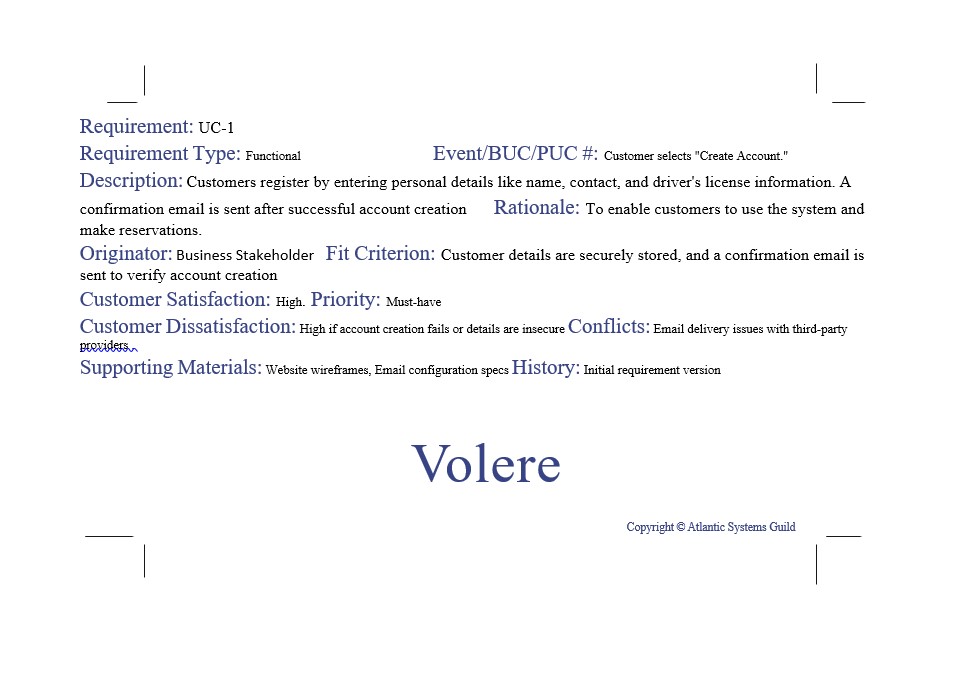 Requirement: UC-1
Requirement Type: Functional Event/BUC/PUC #: Customer selects "Create Account."
Description: Customers register by entering personal details like name, contact, and driver's license information. A
confirmation email is sent after successful account creation Rationale: To enable customers to use the system and
make reservations.
Originator: Business Stakeholder Fit Criterion: Customer details are securely stored, and a confirmation email is
sent to verify account creation
Customer Satisfaction: High. Priority: Must-have
Customer Dissatisfaction: High if account creation fails or details are insecure Conflicts: Email delivery issues with third-party
providers.
Supporting Materials: Website wireframes, Email configuration specs History: Initial requirement version
Volere
Copyright © Atlantic Systems Guild